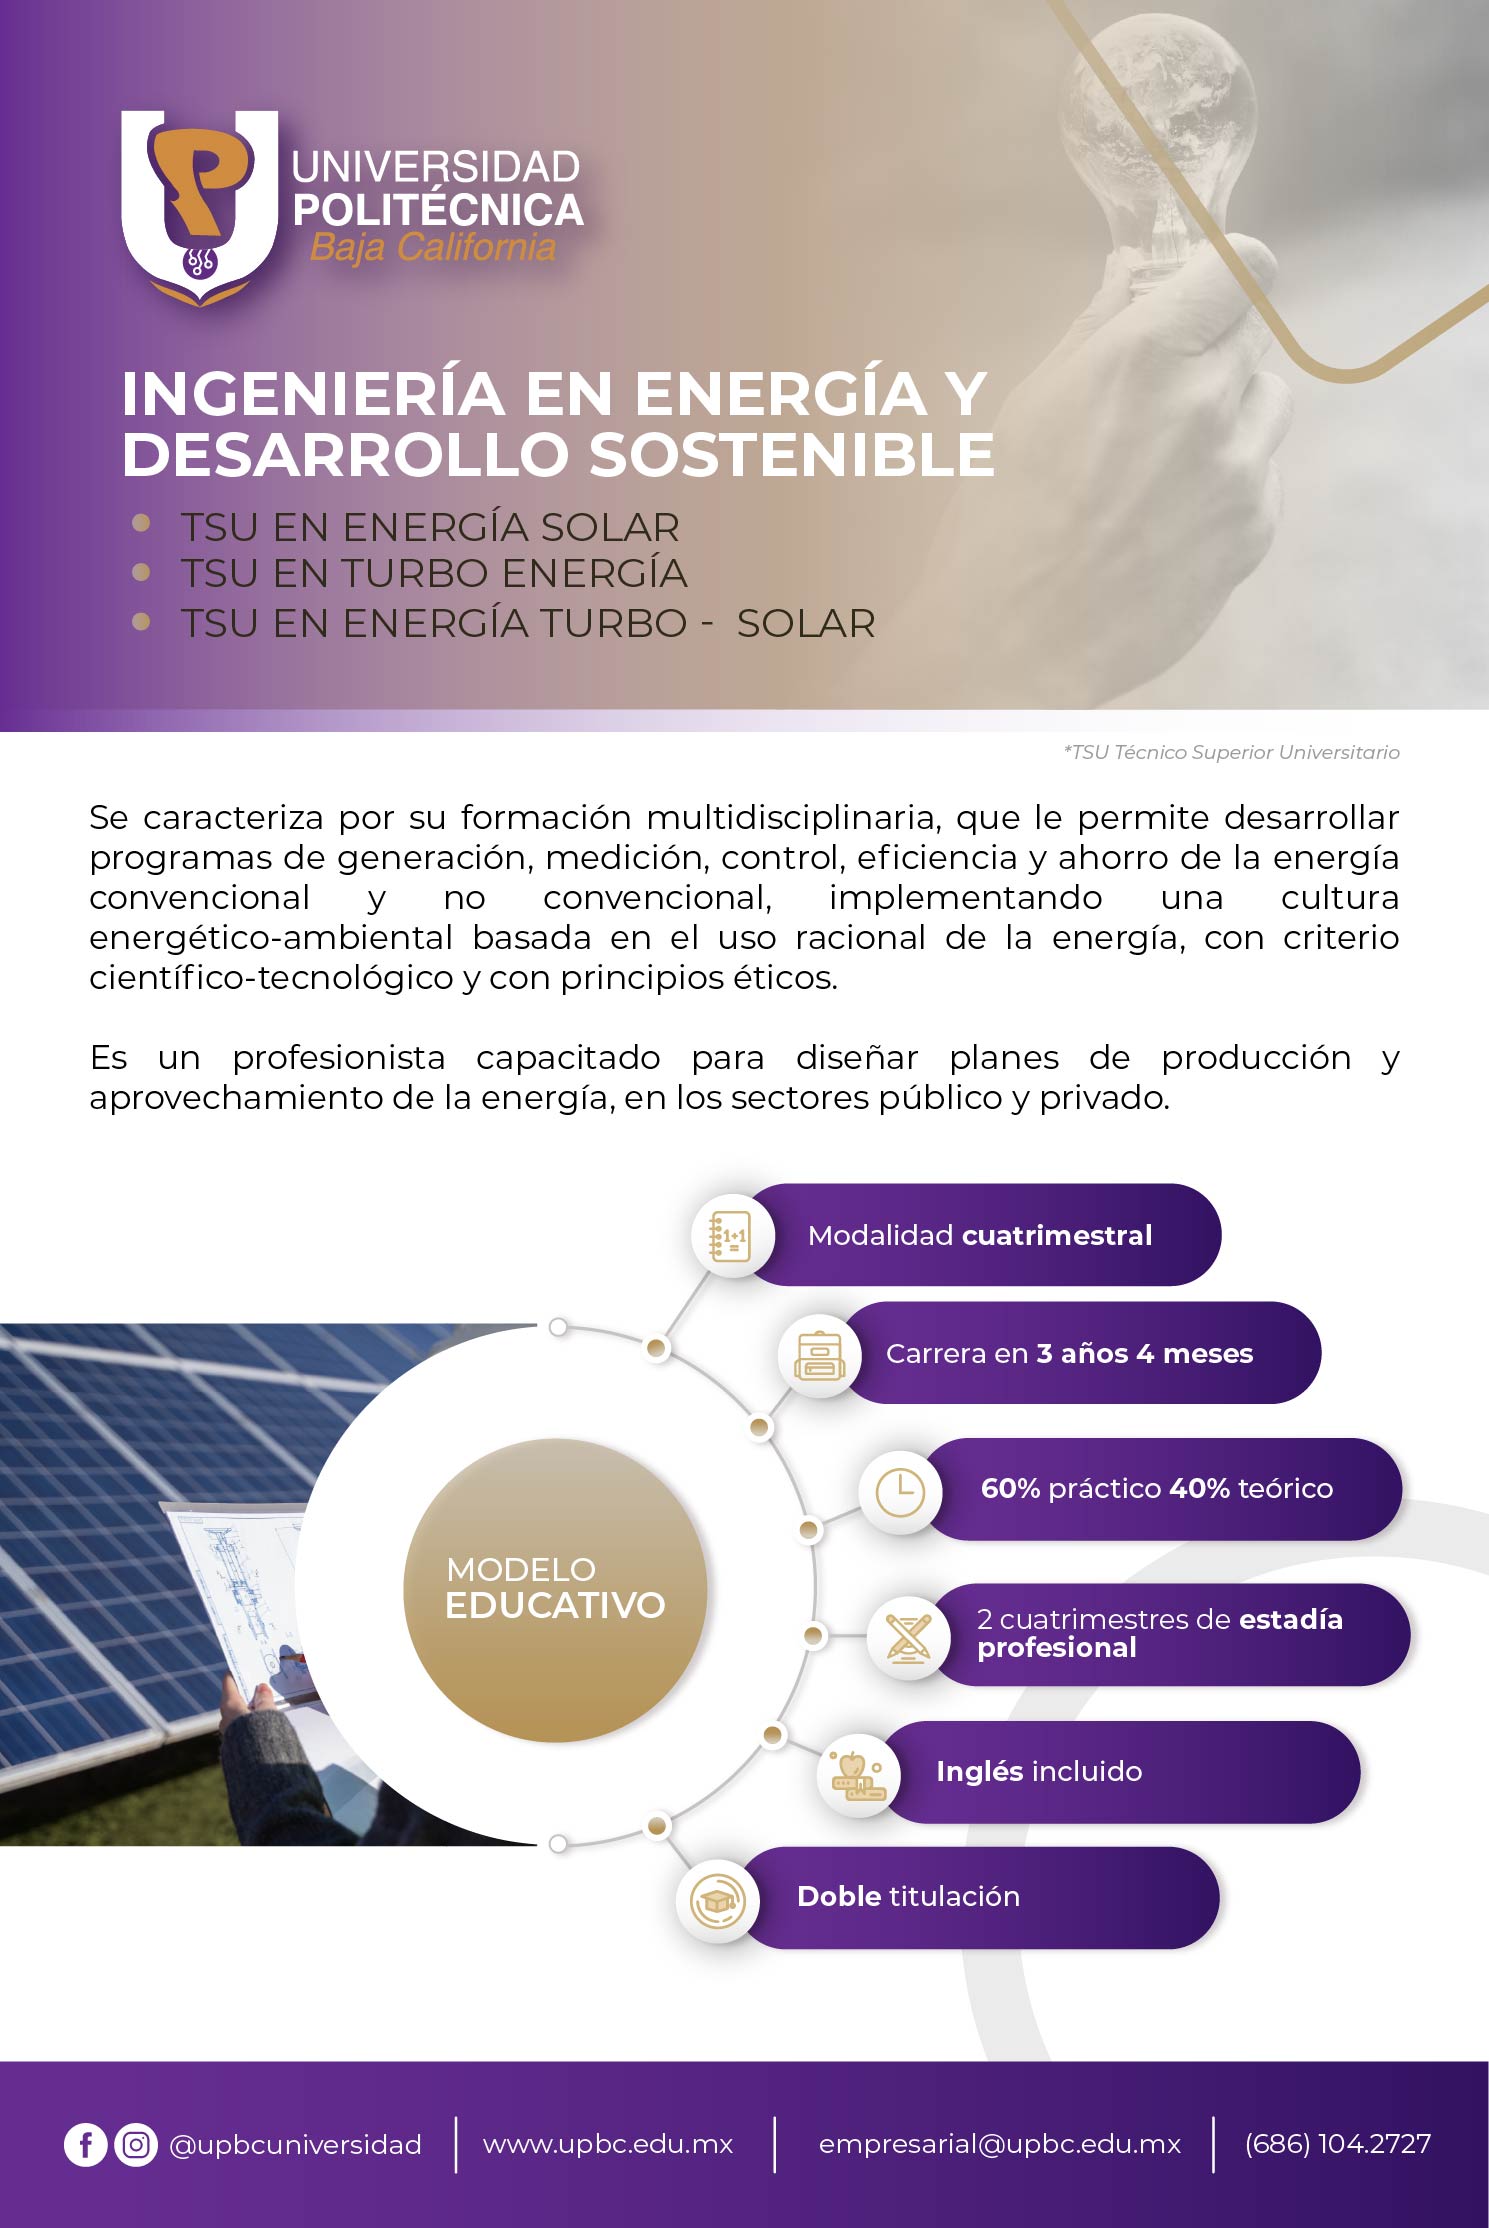 UNIVERSIDAD
POLITÉCNICA
Baja California
INGENIERÍA EN ENERGÍA Y
DESARROLLO SOSTENIBLE
TSU EN ENERGÍA SOLAR
TSU EN TURBO ENERGÍA
TSU EN ENERGÍA TURBO - SOLAR
*TSU Técnico Superior Universitario
Se caracteriza por su formación multidisciplinaria, que le permite desarrollar
programas de generación, medición, control, eficiencia y ahorro de la energía
convencional y no convencional, implementando una cultura
energético-ambiental basada en el uso racional de la energía, con criterio
científico-tecnológico y con principios éticos.
Es un profesionista capacitado para diseñar planes de producción y
aprovechamiento de la energía, en los sectores público y privado.
1+1
=
Modalidad cuatrimestral
Carrera en 3 años 4 meses
60% práctico 40% teórico
MODELO
EDUCATIVO
2 cuatrimestres de estadía
profesional
Inglés incluido
Doble titulación
@upbcuniversidad
www.upbc.edu.mx
empresarial@upbc.edu.mx
(686) 104.2727